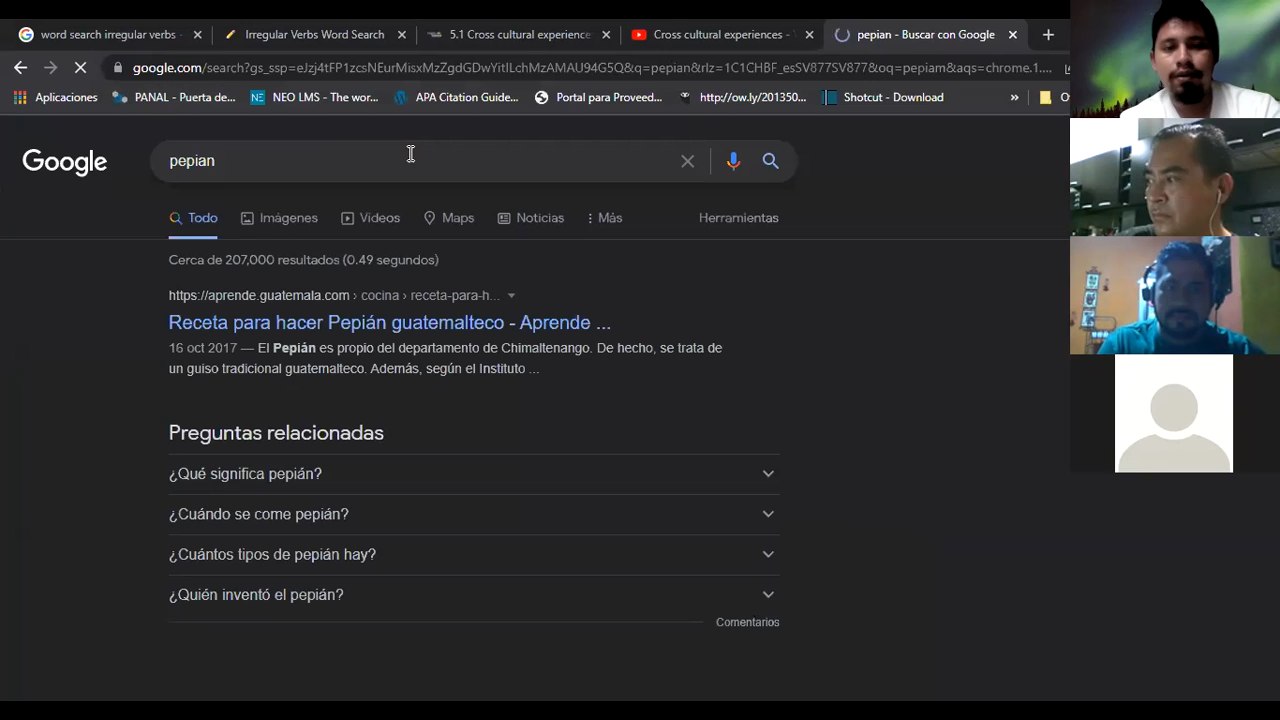 word search irregular verbs -
Irregular Verbs Word Search
5.1 Cross cultural experience
Cross cultural experiences - Y
pepian - Buscar con Google
google.com/search?gs_ssp=eJzj4tFP1zcsNEurMisxMzZgdGDwYitILchMzAMAU94G5Q&q=pepian&rlz=1C1CHBF_esSV877SV877&oq=pepiam&aqs=chrome.1....
Aplicaciones
PANAL - Puerta de...
NEO LMS - The wor...
APA Citation Guide...
Portal para Proveed...
http://ow.ly/201350...
Shotcut - Download
»
Google
pepian
Todo
Imágenes
Videos
Maps
Noticias
Más
Herramientas
Cerca de 207,000 resultados (0.49 segundos)
https://aprende.guatemala.com › cocina › receta-para-h...
Receta para hacer Pepián guatemalteco - Aprende ...
16 oct 2017 — El Pepián es propio del departamento de Chimaltenango. De hecho, se trata de
un guiso tradicional guatemalteco. Además, según el Instituto ...
Preguntas relacionadas
¿Qué significa pepián?
¿Cuándo se come pepián?
¿Cuántos tipos de pepián hay?
¿Quién inventó el pepián?
Comentarios